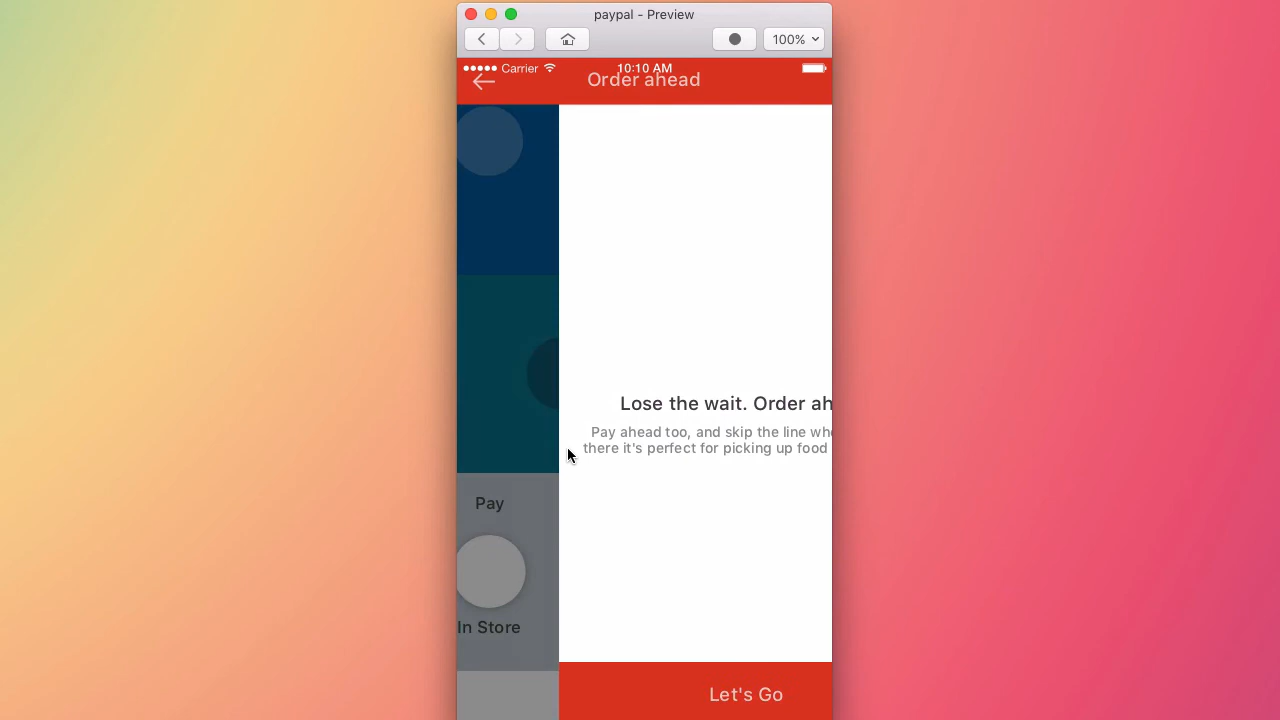 paypal - Preview
100%
Carrier
10:10 AM
Order ahead
Lose the wait. Order ah
Pay ahead too, and skip the line whe
there it's perfect for picking up food
Pay
In Store
Let's Go